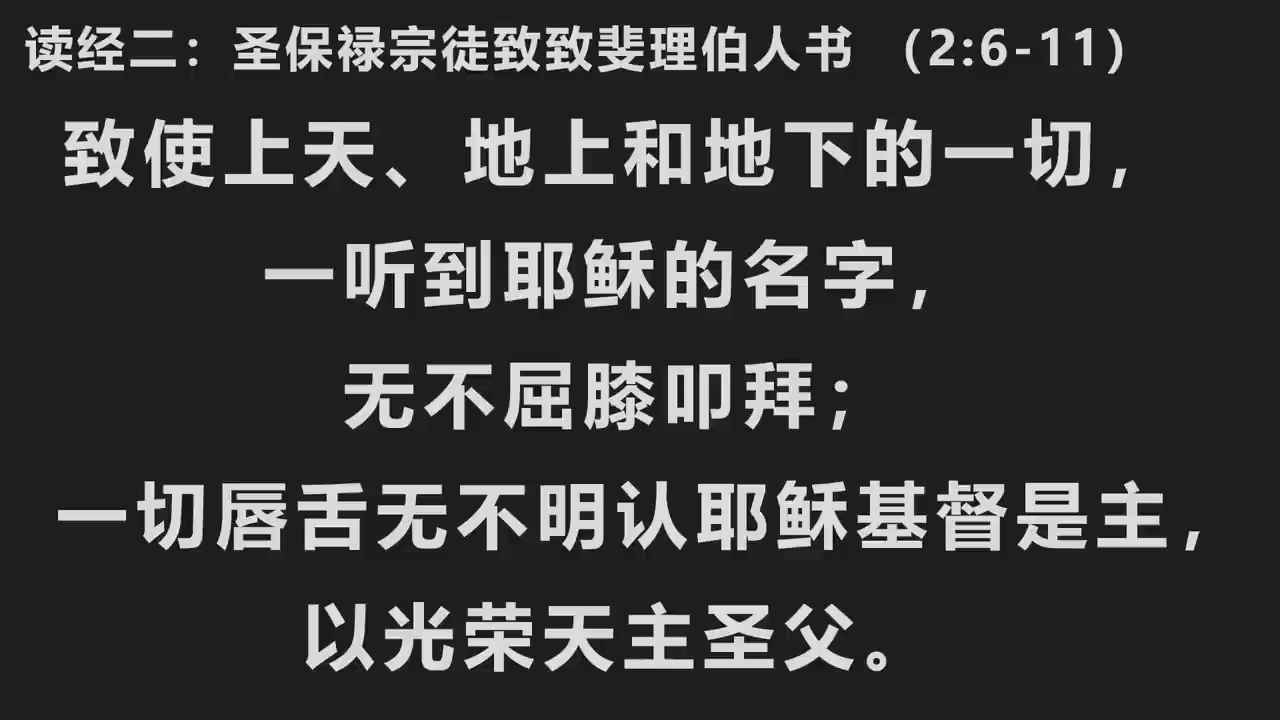 读经二：圣保禄宗徒致致斐理伯人书 （2:6-11）
致使上天、地上和地下的一切，
一听到耶稣的名字，
无不屈膝叩拜；
一切唇舌无不明认耶稣基督是主，
以光荣天主圣父。